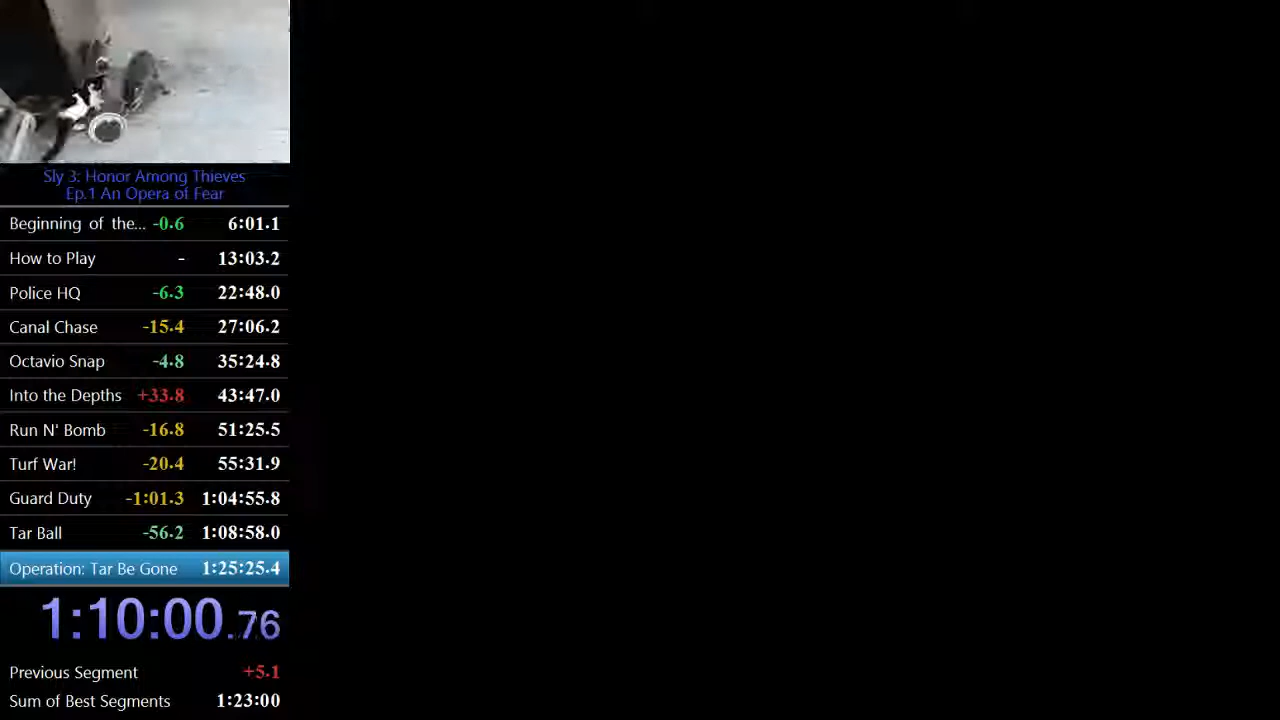 Sly 3: Honor Among Thieves
Ep.1 An Opera of Fear
Beginning of the... -0.6 6:01.1
How to Play - 13:03.2
Police HQ -6.3 22:48.0
Canal Chase -15.4 27:06.2
Octavio Snap -4.8 35:24.8
Into the Depths +33.8 43:47.0
Run N' Bomb -16.8 51:25.5
Turf War! -20.4 55:31.9
Guard Duty -1:01.3 1:04:55.8
Tar Ball -56.2 1:08:58.0
Operation: Tar Be Gone 1:25:25.4
1:10:00.76
Previous Segment +5.1
Sum of Best Segments 1:23:00